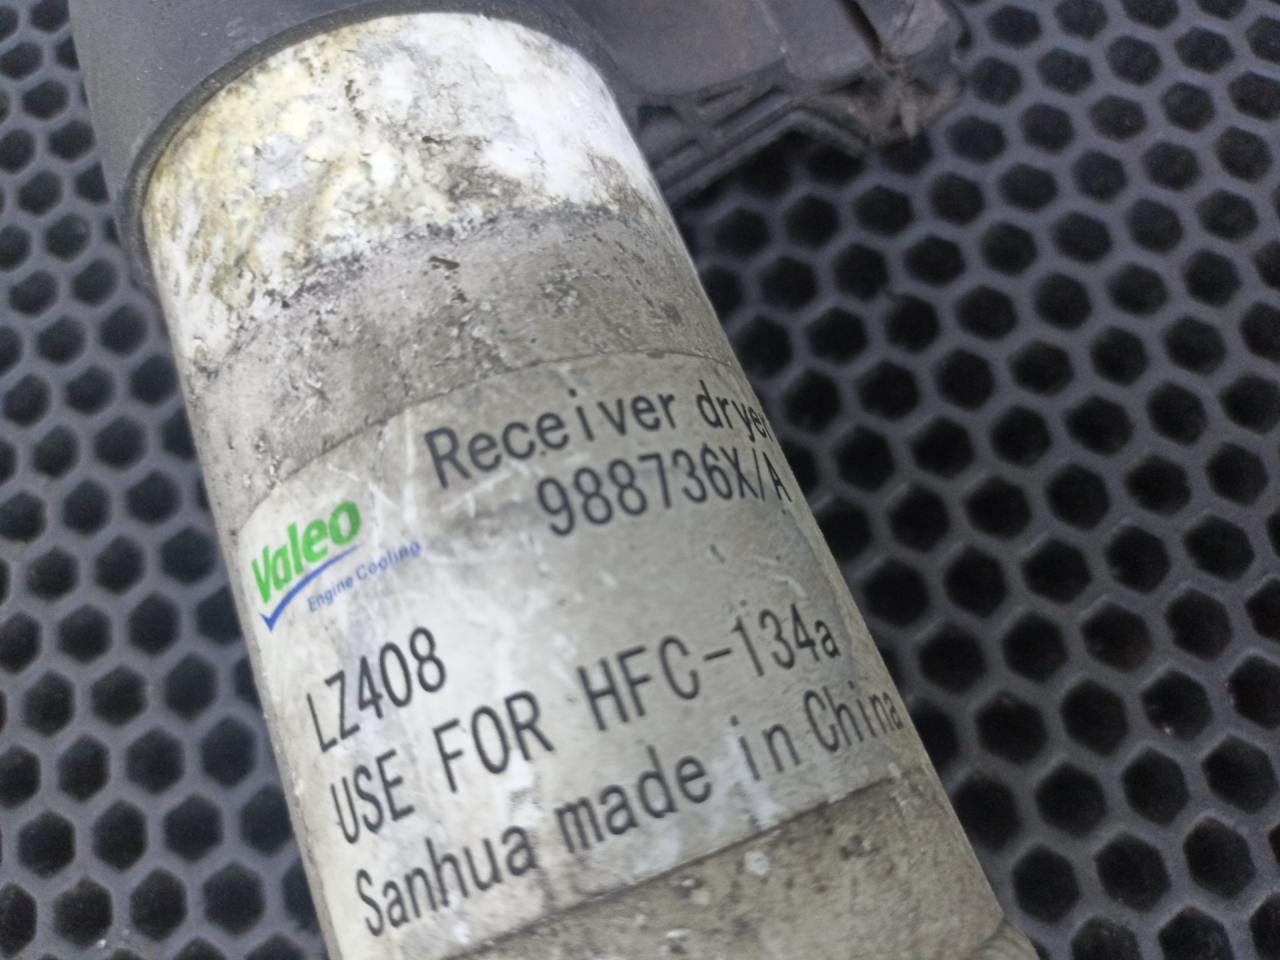 Receiver dryer
988736X/A
Valeo
Engine Cooling
LZ408
USE FOR HFC-134a
Sanhua made in China